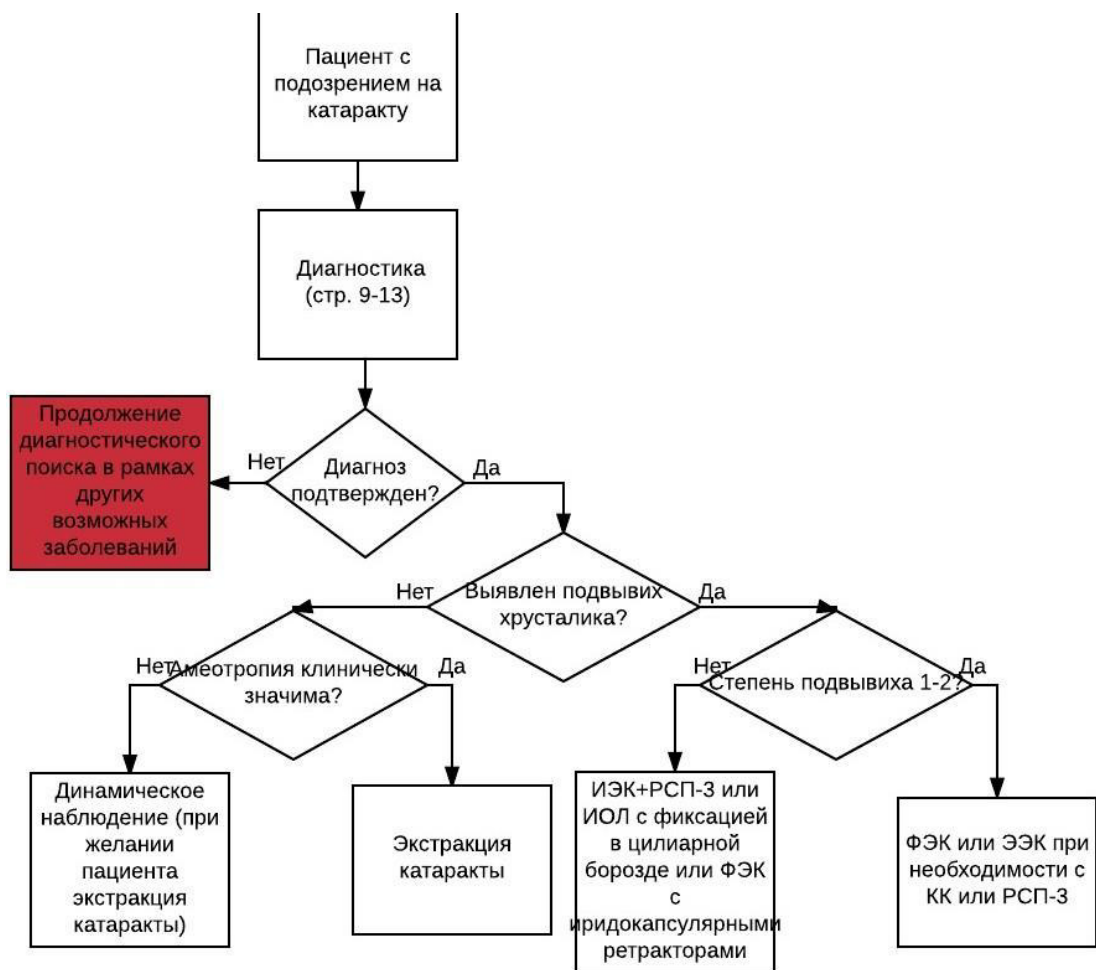 Пациент с
подозрением на
катаракту
Диагностика
(стр. 9-13)
Продолжение
диагностического
поиска в рамках
других
возможных
заболеваний
Нет
Диагноз
подтвержден?
Да
Нет
Выявлен подвывих
хрусталика?
Да
Нет
Амеотропия клинически
значима?
Да
Нет
Степень подвывиха 1-2?
Да
Динамическое
наблюдение (при
желании
пациента
экстракция
катаракты)
Экстракция
катаракты
ИЭК+РСП-3 или
ИОЛ с фиксацией
в цилиарной
борозде или ФЭК
с
иридокапсулярными
ретракторами
ФЭК или ЭЭК при
необходимости с
КК или РСП-3